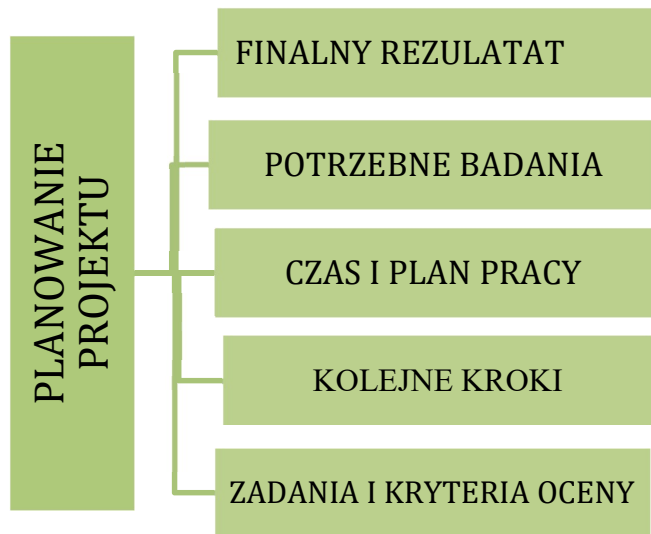 PLANOWANIE
PROJEKTU
FINALNY REZULATAT
POTRZEBNE BADANIA
CZAS I PLAN PRACY
KOLEJNE KROKI
ZADANIA I KRYTERIA OCENY